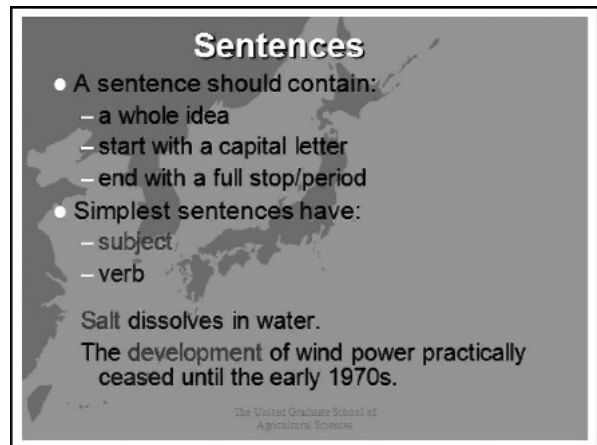 Sentences
A sentence should contain:
– a whole idea
– start with a capital letter
– end with a full stop/period
Simplest sentences have:
– subject
– verb
Salt dissolves in water.
The development of wind power practically
ceased until the early 1970s.
The United Graduate School of
Agricultural Sciences